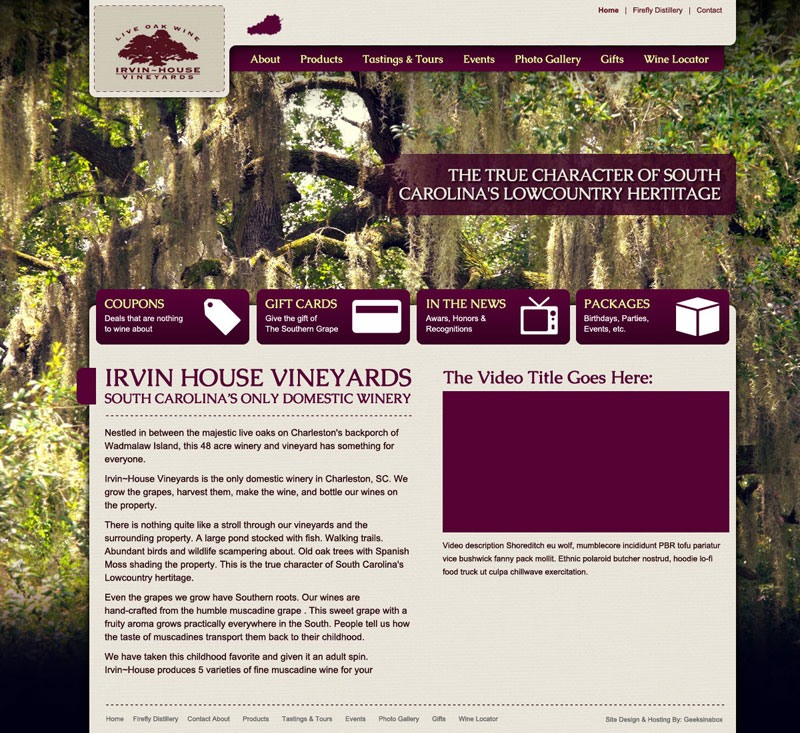 LIVE OAK WINE
IRVIN~HOUSE
VINEYARDS
Home | Firefly Distillery | Contact
About Products Tastings & Tours Events Photo Gallery Gifts Wine Locator
THE TRUE CHARACTER OF SOUTH
CAROLINA'S LOWCOUNTRY HERTITAGE
COUPONS
Deals that are nothing
to wine about
GIFT CARDS
Give the gift of
The Southern Grape
IN THE NEWS
Awards, Honors &
Recognitions
PACKAGES
Birthdays, Parties,
Events, etc.
IRVIN HOUSE VINEYARDS
SOUTH CAROLINA'S ONLY DOMESTIC WINERY
Nestled in between the majestic live oaks on Charleston's backporch of
Wadmalaw Island, this 48 acre winery and vineyard has something for
everyone.
Irvin~House Vineyards is the only domestic winery in Charleston, SC. We
grow the grapes, harvest them, make the wine, and bottle our wines on
the property.
There is nothing quite like a stroll through our vineyards and the
surrounding property. A large pond stocked with fish. Walking trails.
Abundant birds and wildlife scampering about. Old oak trees with Spanish
Moss shading the property. This is the true character of South Carolina's
Lowcountry hertitage.
Even the grapes we grow have Southern roots. Our wines are
hand-crafted from the humble muscadine grape . This sweet grape with a
fruity aroma grows practically everywhere in the South. People tell us how
the taste of muscadines transport them back to their childhood.
We have taken this childhood favorite and given it an adult spin.
Irvin~House produces 5 varieties of fine muscadine wine for your
The Video Title Goes Here:
Video description Shoreditch eu wolf, mumblecore incididunt PBR tofu pariatur
vice bushwick fanny pack mollit. Ethnic polaroid butcher nostrud, hoodie lo-fi
food truck ut culpa chillwave exercitation.
Home Firefly Distillery Contact About Products Tastings & Tours Events Photo Gallery Gifts Wine Locator
Site Design & Hosting By: Geeksinabox